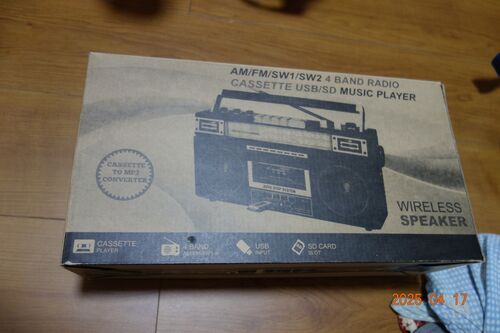 AM/FM/SW1/SW2 4 BAND RADIO
CASSETTE USB/SD MUSIC PLAYER
CASSETTE
TO MP3
CONVERTER
WIRELESS
SPEAKER
CASSETTE
PLAYER
4 BAND
USB
INPUT
SD CARD
SLOT
2025 04 17